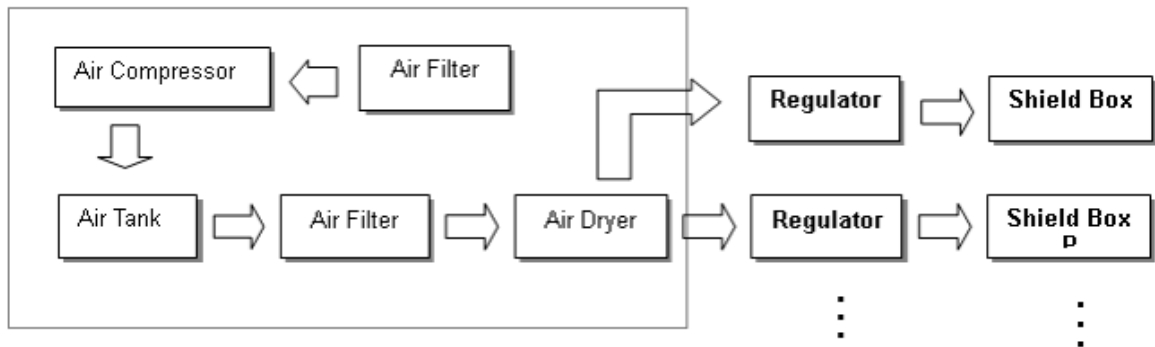 Air Compressor
Air Filter
Regulator
Shield Box
Air Tank
Air Filter
Air Dryer
Regulator
Shield Box